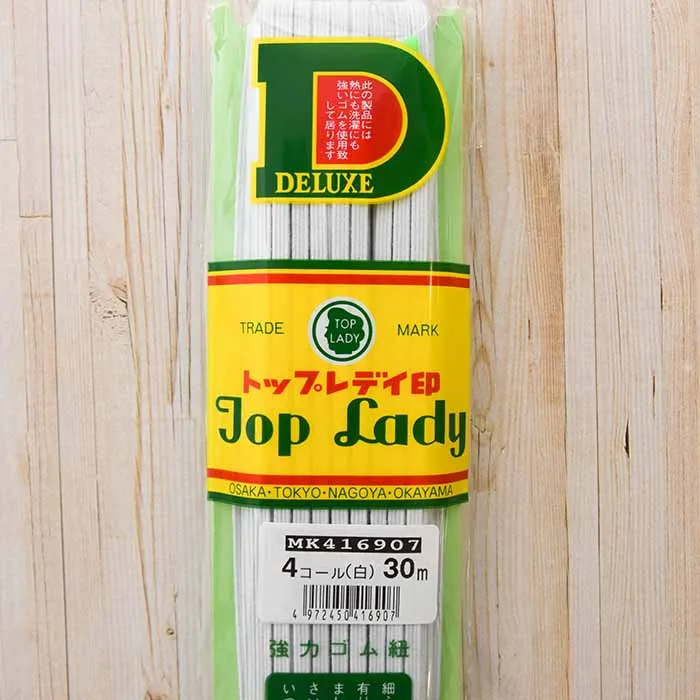 此の製品には
熱にも洗濯にも
強いゴムを使用致
して居ります
DELUXE
TRADE
TOP
LADY
MARK
トップレデイ印
Top Lady
OSAKA・TOKYO・NAGOYA・OKAYAMA
MK416907
4コール(白) 30m
4 972450 416907
強力ゴム紐